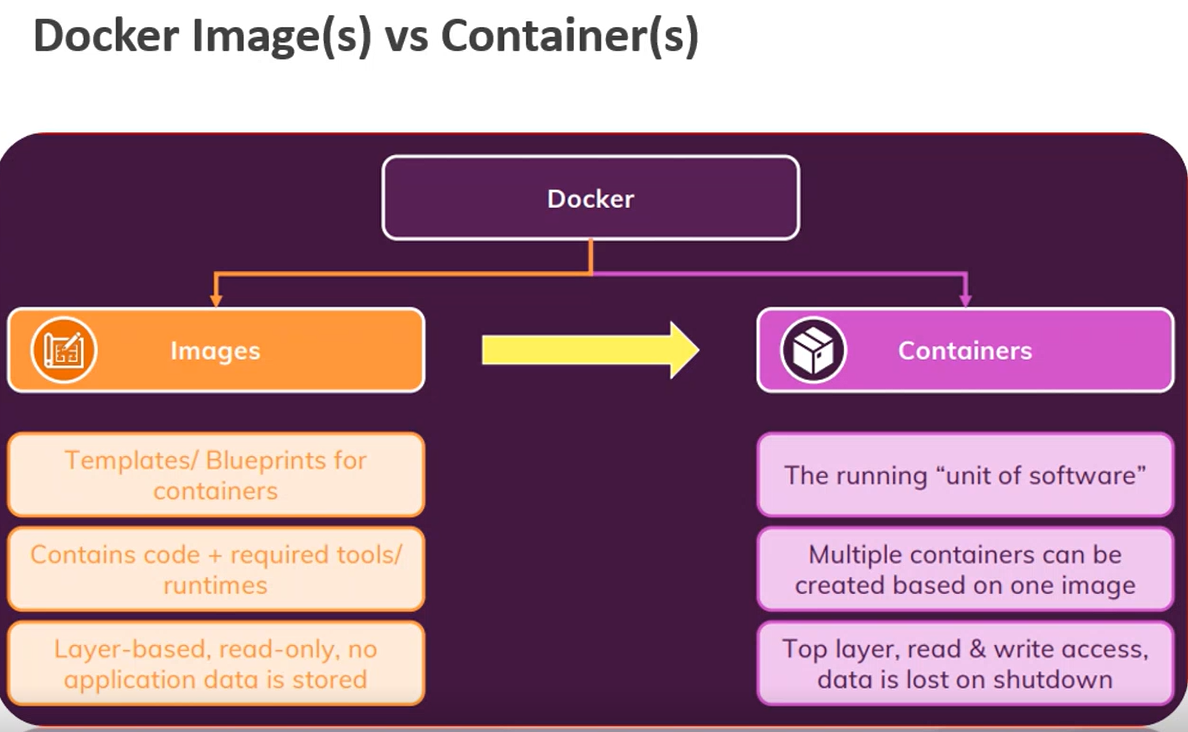 Docker Image(s) vs Container(s)
Docker
Images
Containers
Templates/ Blueprints for
containers
The running “unit of software”
Contains code + required tools/
runtimes
Multiple containers can be
created based on one image
Layer-based, read-only, no
application data is stored
Top layer, read & write access,
data is lost on shutdown